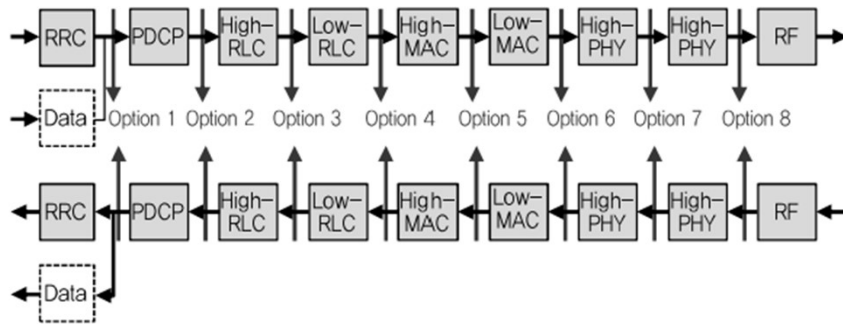 RRC PDCP High-RLC Low-RLC High-MAC Low-MAC High-PHY High-PHY RF
Data Option 1 Option 2 Option 3 Option 4 Option 5 Option 6 Option 7 Option 8
RRC PDCP High-RLC Low-RLC High-MAC Low-MAC High-PHY High-PHY RF
Data